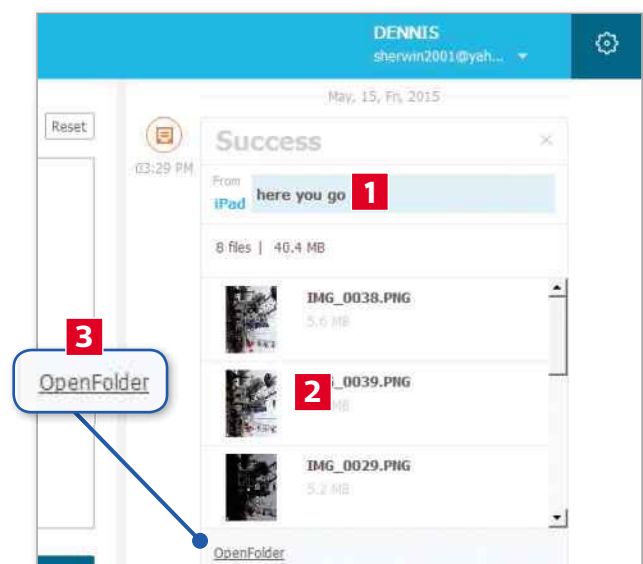 DENNIS
sherwin2001@yah...
May, 15, Fri, 2015
Reset
Success
03:29 PM
From
iPad
here you go
1
8 files | 40.4 MB
IMG_0038.PNG
5.6 MB
3
OpenFolder
2
_0039.PNG
MB
IMG_0029.PNG
5.2 MB
OpenFolder